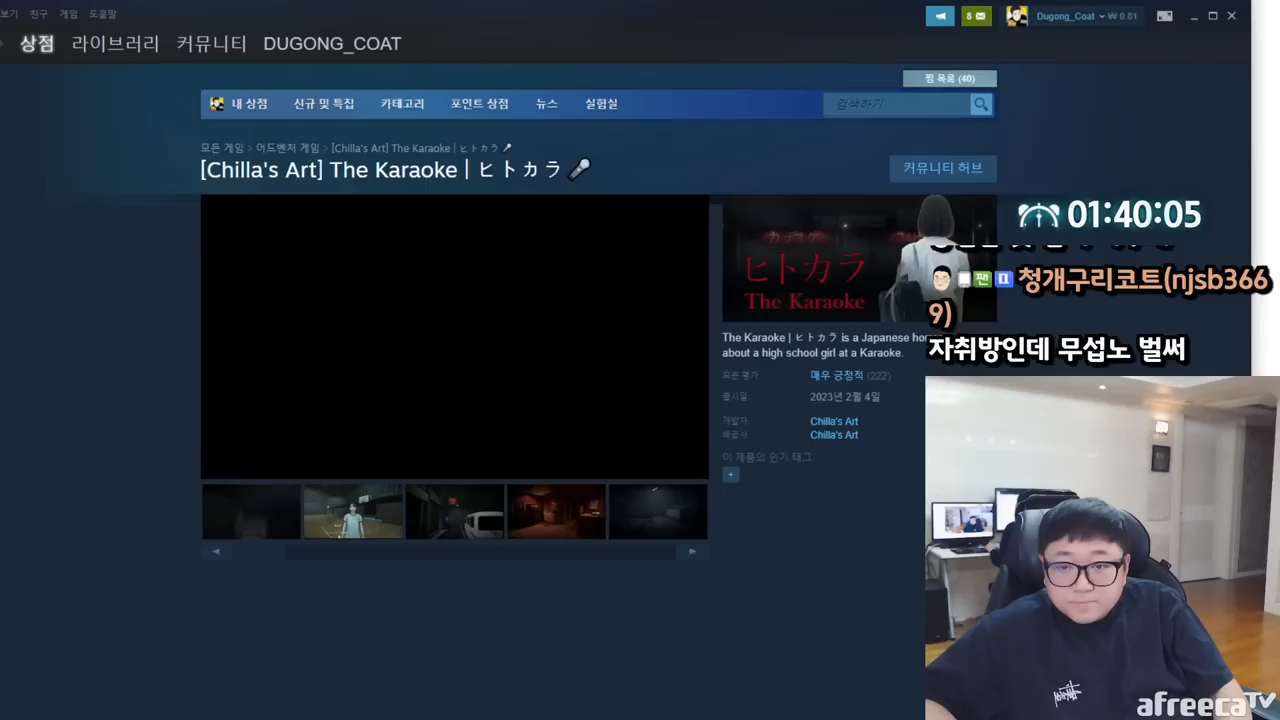 보기 친구 게임 도움말
8
Dugong_Coat ₩ 0.81
상점 라이브러리 커뮤니티 DUGONG_COAT
찜 목록 (40)
내 상점 신규 및 특집 카테고리 포인트 상점 뉴스 실험실 검색하기
모든 게임 > 어드벤처 게임 > [Chilla's Art] The Karaoke | ヒトカラ
[Chilla's Art] The Karaoke | ヒトカラ
커뮤니티 허브
01:40:05
カラオケ
ヒトカラ
The Karaoke
팬
청개구리코트(njsb366
9)
자취방인데 무섭노 벌써
The Karaoke | ヒトカラ is a Japanese
about a high school girl at a Karaoke.
모든 평가 매우 긍정적 (222)
출시일 2023년 2월 4일
개발자 Chilla's Art
배급사 Chilla's Art
이 제품의 인기 태그
+
afreecaTV